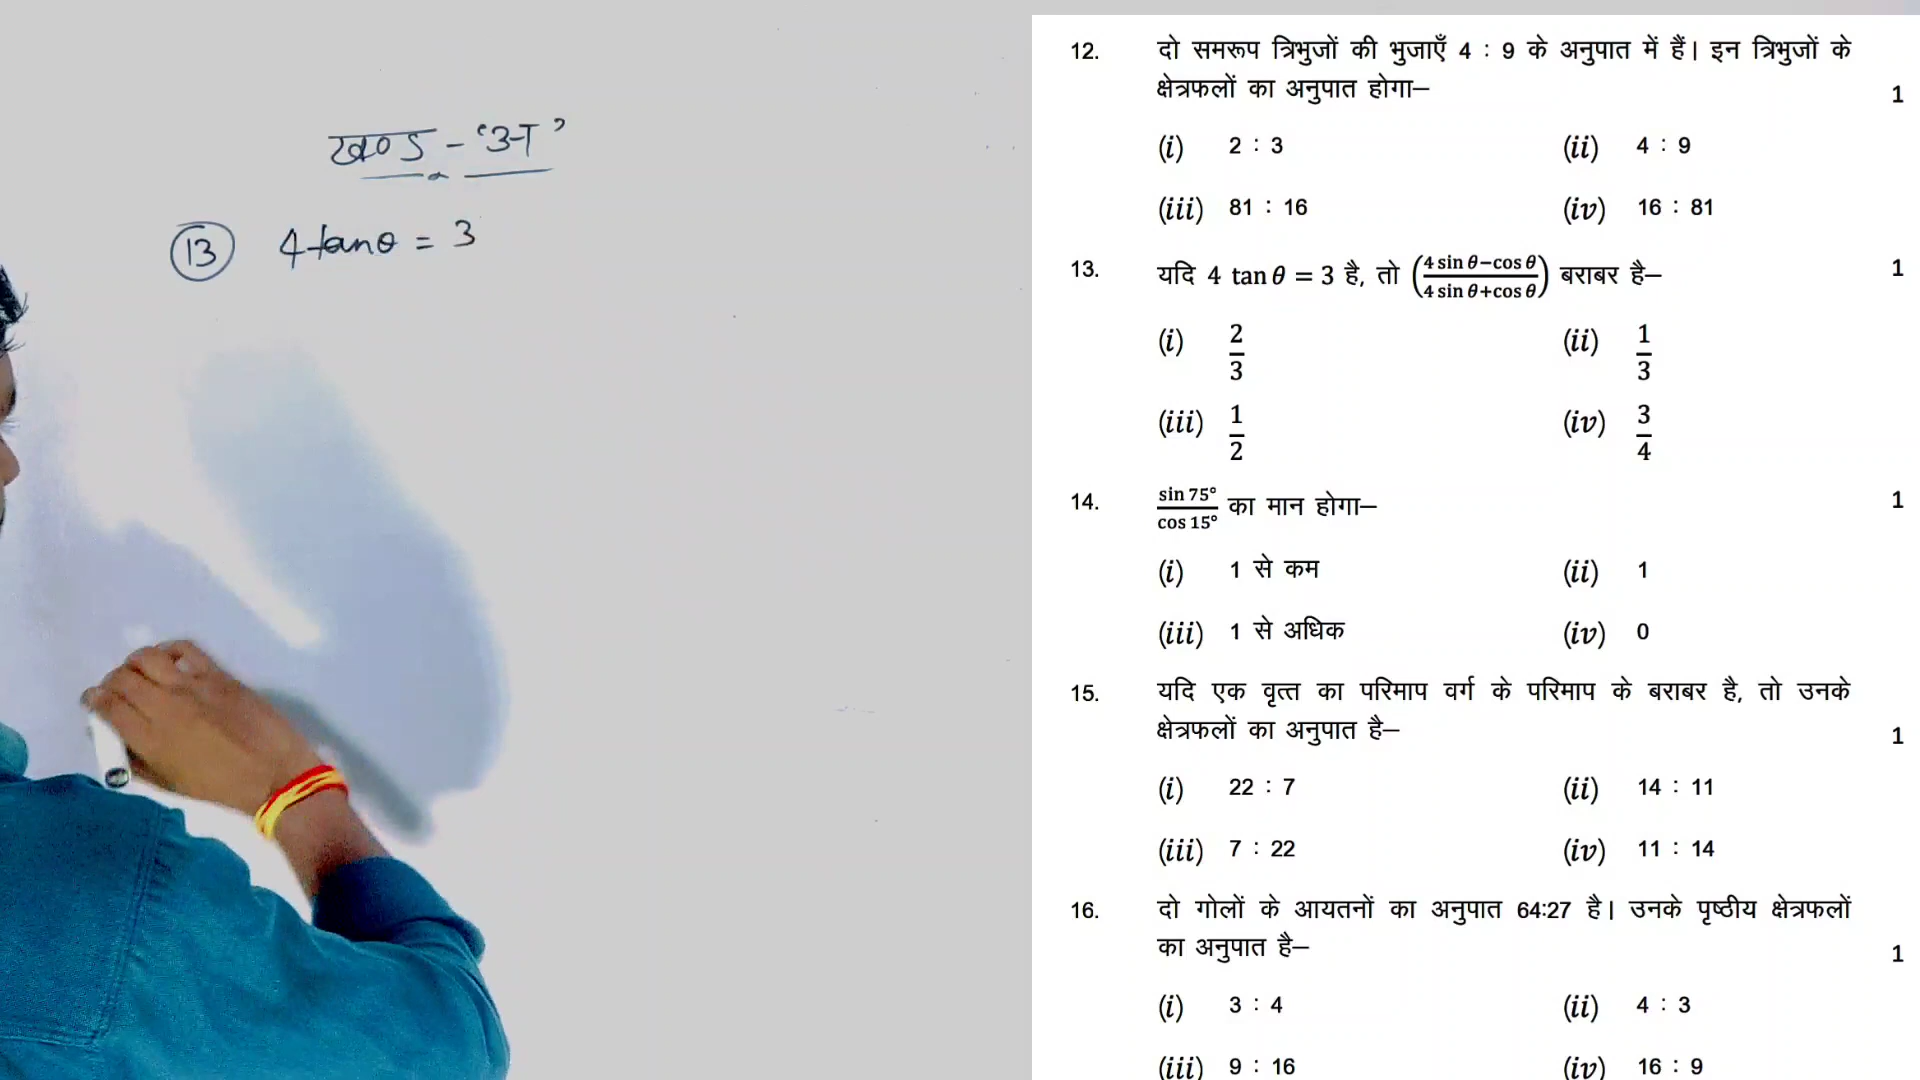 खण्ड - 'अ'
13 4 tanθ = 3
12. दो समरूप त्रिभुजों की भुजाएँ 4 : 9 के अनुपात में हैं। इन त्रिभुजों के
क्षेत्रफलों का अनुपात होगा– 1
(i) 2 : 3 (ii) 4 : 9
(iii) 81 : 16 (iv) 16 : 81
13. यदि 4 tan θ = 3 है, तो ((4 sin θ−cos θ)/(4 sin θ+cos θ)) बराबर है– 1
(i) 2/3 (ii) 1/3
(iii) 1/2 (iv) 3/4
14. sin 75°/cos 15° का मान होगा– 1
(i) 1 से कम (ii) 1
(iii) 1 से अधिक (iv) 0
15. यदि एक वृत्त का परिमाप वर्ग के परिमाप के बराबर है, तो उनके
क्षेत्रफलों का अनुपात है– 1
(i) 22 : 7 (ii) 14 : 11
(iii) 7 : 22 (iv) 11 : 14
16. दो गोलों के आयतनों का अनुपात 64:27 है। उनके पृष्ठीय क्षेत्रफलों
का अनुपात है– 1
(i) 3 : 4 (ii) 4 : 3
(iii) 9 : 16 (iv) 16 : 9